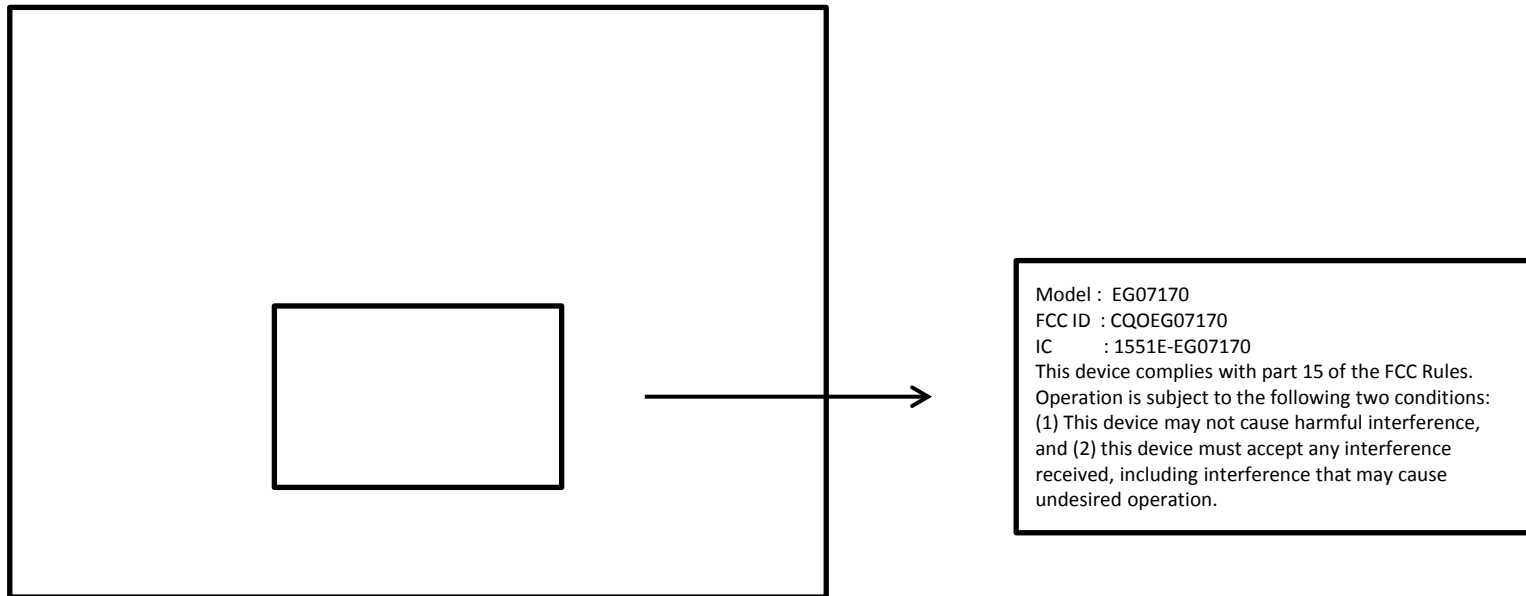 Model :  EG07170
FCC ID  : CQOEG07170
IC         : 1551E-EG07170
This device complies with part 15 of the FCC Rules.
Operation is subject to the following two conditions:
(1) This device may not cause harmful interference,
and (2) this device must accept any interference
received, including interference that may cause
undesired operation.